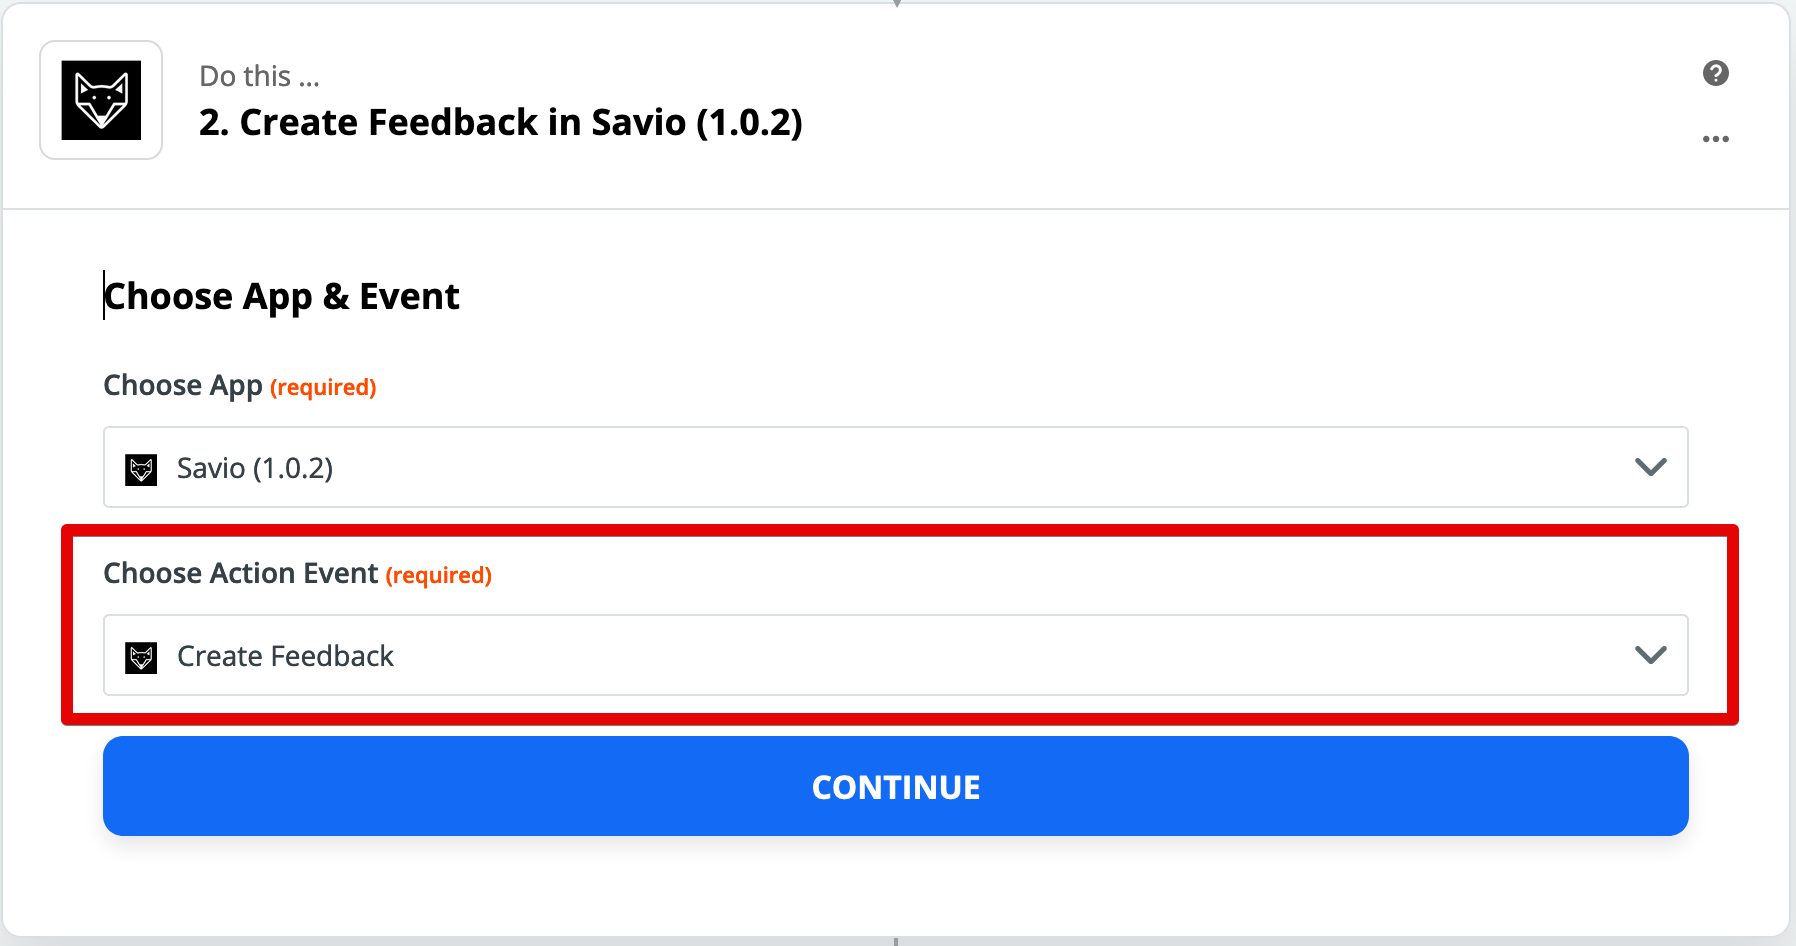 Do this ...
2. Create Feedback in Savio (1.0.2)
Choose App & Event
Choose App (required)
Savio (1.0.2)
Choose Action Event (required)
Create Feedback
CONTINUE